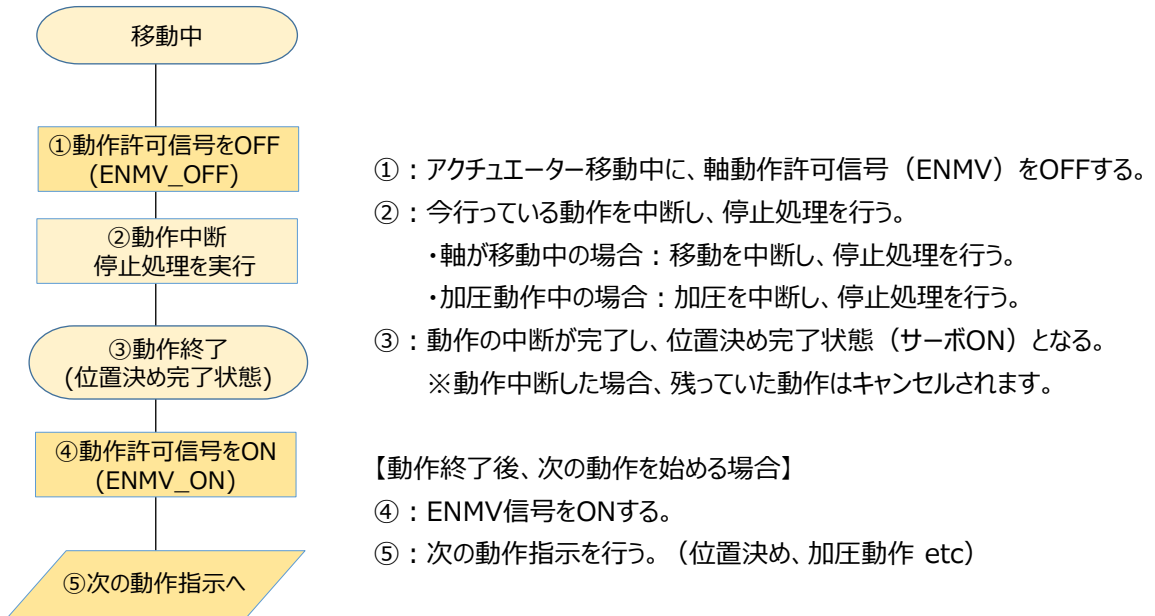 移動中
①動作許可信号をOFF
(ENMV_OFF)
②動作中断
停止処理を実行
③動作終了
(位置決め完了状態)
④動作許可信号をON
(ENMV_ON)
⑤次の動作指示へ
①：アクチュエーター移動中に、軸動作許可信号（ENMV）をOFFする。
②：今行っている動作を中断し、停止処理を行う。
・軸が移動中の場合：移動を中断し、停止処理を行う。
・加圧動作中の場合：加圧を中断し、停止処理を行う。
③：動作の中断が完了し、位置決め完了状態（サーボON）となる。
※動作中断した場合、残っていた動作はキャンセルされます。
【動作終了後、次の動作を始める場合】
④：ENMV信号をONする。
⑤：次の動作指示を行う。（位置決め、加圧動作 etc）